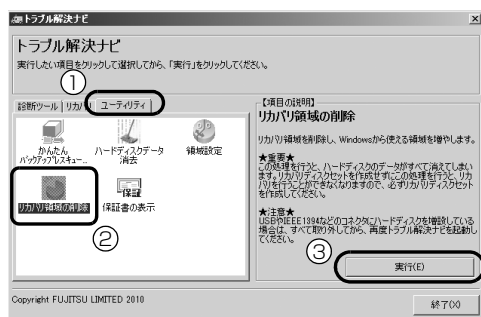 トラブル解決ナビ
トラブル解決ナビ
実行したい項目をクリックして選択してから、「実行」をクリックしてください。
①
診断ツール リカバリ ユーティリティ
かんたん
バックアップレスキュー...
ハードディスクデータ
消去
領域設定
リカバリ領域の削除
保証
保証書の表示
②
【項目の説明】
リカバリ領域の削除
リカバリ領域を削除し、Windowsから使える領域を増やします。
★重要★
この処理を行うと、ハードディスクのデータがすべて消えてしまい
ます。リカバリディスクセットを作成せずにこの処理を行うと、リカ
バリを行うことができなくなりますので、必ずリカバリディスクセット
を作成してください。
★注意★
USBやIEEE1394などのコネクタにハードディスクを増設している
場合は、すべて取り外してから、再度トラブル解決ナビを起動し
てください。
③
実行(E)
Copyright FUJITSU LIMITED 2010
終了(X)